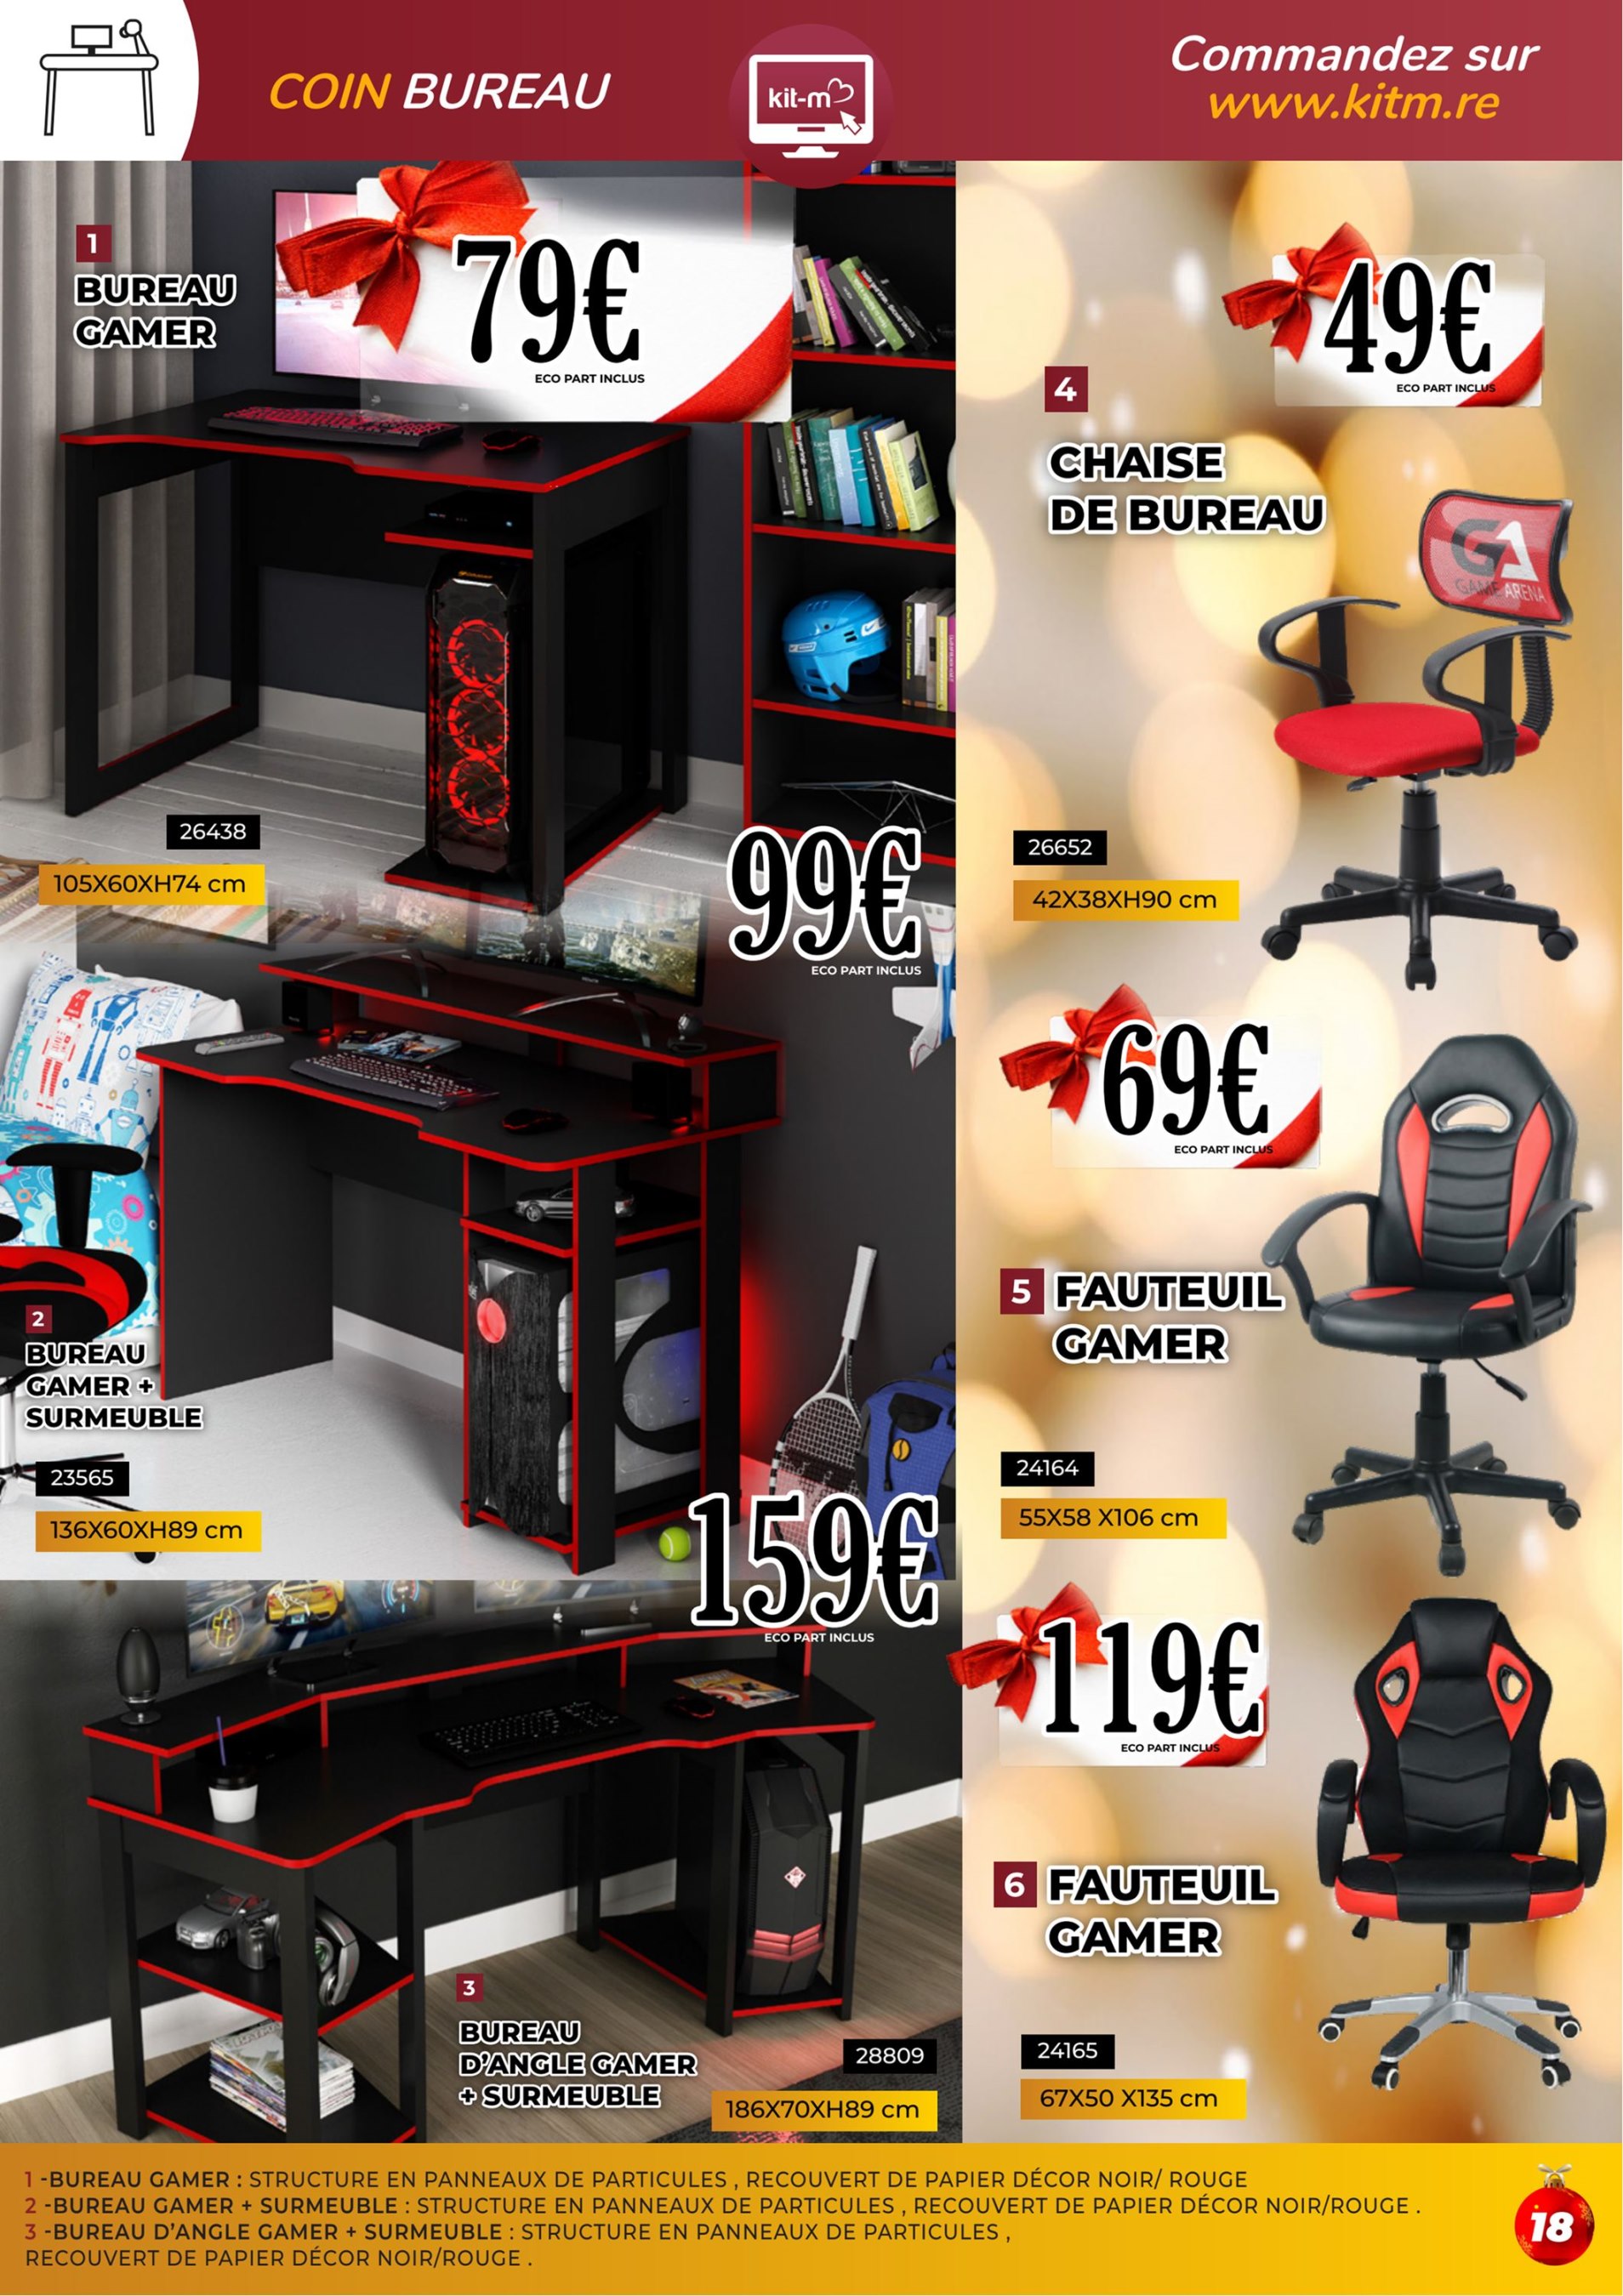 COIN BUREAU
kit-m
Commandez sur
www.kitm.re
1
BUREAU
GAMER
79€
ECO PART INCLUS
26438
105X60XH74 cm
99€
ECO PART INCLUS
2
BUREAU
GAMER +
SURMEUBLE
23565
136X60XH89 cm
159€
ECO PART INCLUS
3
BUREAU
D'ANGLE GAMER
+ SURMEUBLE
28809
186X70XH89 cm
49€
ECO PART INCLUS
4
CHAISE
DE BUREAU
GA
GAME ARENA
26652
42X38XH90 cm
69€
ECO PART INCLUS
5 FAUTEUIL
GAMER
24164
55X58 X106 cm
119€
ECO PART INCLUS
6 FAUTEUIL
GAMER
24165
67X50 X135 cm
1 -BUREAU GAMER : STRUCTURE EN PANNEAUX DE PARTICULES , RECOUVERT DE PAPIER DÉCOR NOIR/ ROUGE
2 -BUREAU GAMER + SURMEUBLE : STRUCTURE EN PANNEAUX DE PARTICULES , RECOUVERT DE PAPIER DÉCOR NOIR/ROUGE .
3 -BUREAU D'ANGLE GAMER + SURMEUBLE : STRUCTURE EN PANNEAUX DE PARTICULES ,
RECOUVERT DE PAPIER DÉCOR NOIR/ROUGE .
18